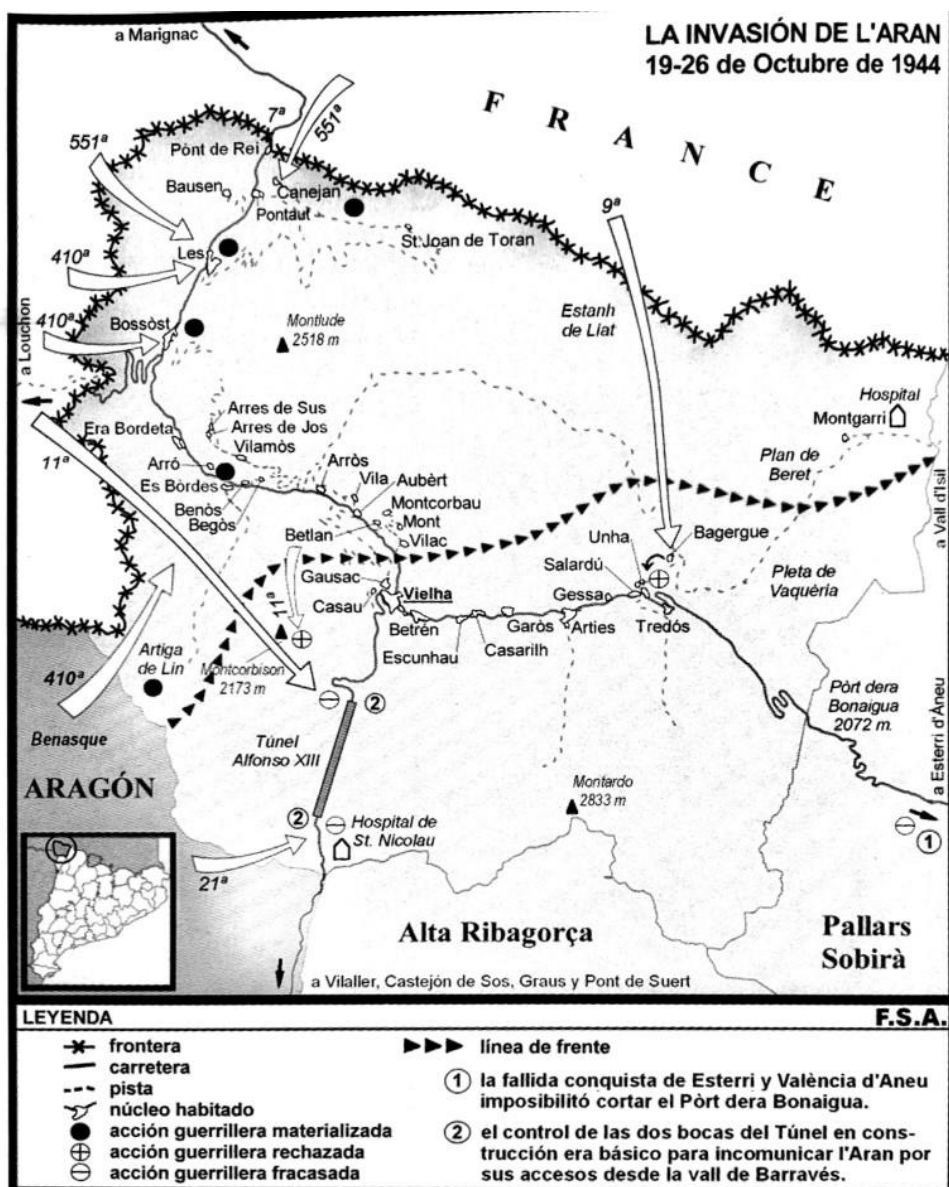 LA INVASIÓN DE L'ARAN
19-26 de Octubre de 1944
a Marignac
F R A N C E
7ª
551ª
551ª
Pònt de Rei
Bausen
Canejan
Pontaut
9ª
St.Joan de Toran
Les
410ª
410ª
Bossòst
a Louchon
Montlude
2518 m
Estanh
de Liat
Hospital
Montgarri
Arres de Sus
Arres de Jos
Vilamòs
Era Bordeta
11ª
Arró
Es Bòrdes
Benòs
Begòs
Arròs
Vila
Aubèrt
Montcorbau
Mont
Vilac
Betlan
Plan de
Beret
a Vall d'Isil
Unha
Bagergue
Salardú
Gausac
Vielha
Casau
Gessa
Pleta de
Vaquèria
11ª
Betrén
Garòs
Arties
Tredós
Escunhau
Casarilh
Artiga
de Lin
Montcorbison
2173 m
410ª
2
Pòrt dera
Bonaigua
2072 m.
a Esterri d'Àneu
Benasque
Túnel
Alfonso XIII
ARAGÓN
Montardo
2833 m
2
Hospital de
St. Nicolau
1
21ª
Alta Ribagorça
Pallars
Sobirà
a Vilaller, Castejón de Sos, Graus y Pont de Suert
LEYENDA
F.S.A.
frontera
carretera
pista
núcleo habitado
acción guerrillera materializada
acción guerrillera rechazada
acción guerrillera fracasada
línea de frente
1 la fallida conquista de Esterri y València d'Aneu
imposibilitó cortar el Pòrt dera Bonaigua.
2 el control de las dos bocas del Túnel en cons-
trucción era básico para incomunicar l'Aran por
sus accesos desde la vall de Barravés.